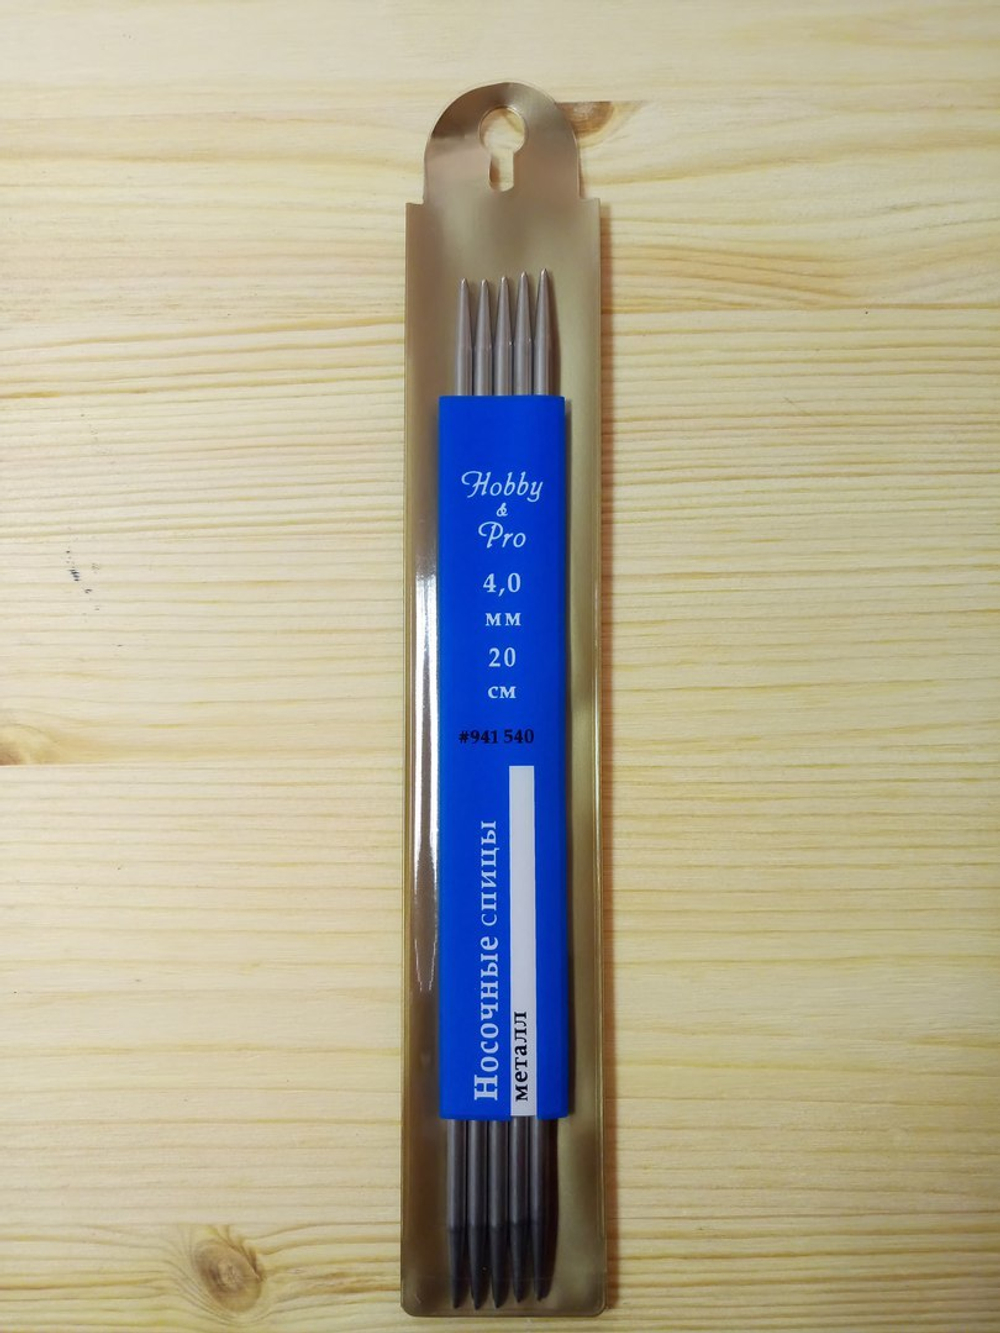 Hobby
&
Pro
4,0
мм
20
см
#941 540
Носочные спицы
металл